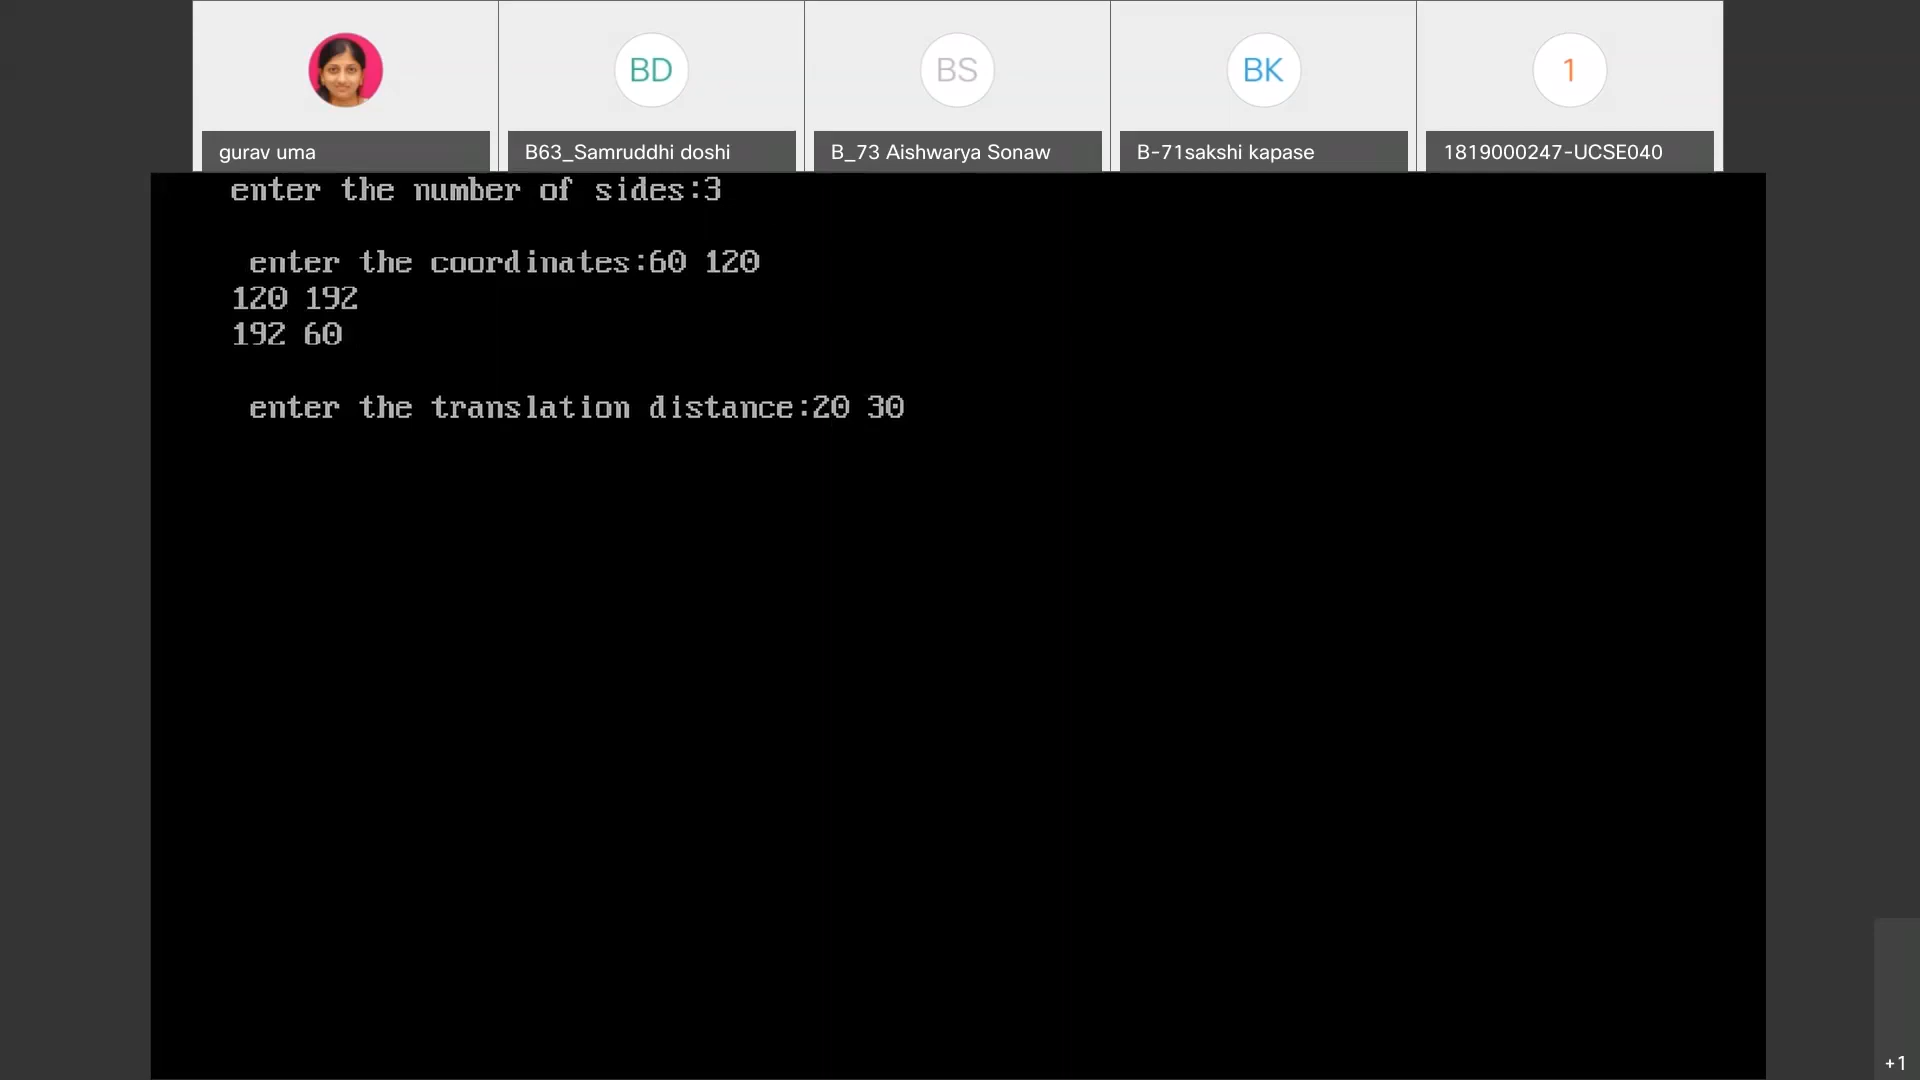 BD
BS
BK
1
gurav uma
B63_Samruddhi doshi
B_73 Aishwarya Sonaw
B-71sakshi kapase
1819000247-UCSE040
enter the number of sides:3
enter the coordinates:60 120
120 192
192 60
enter the translation distance:20 30
+1